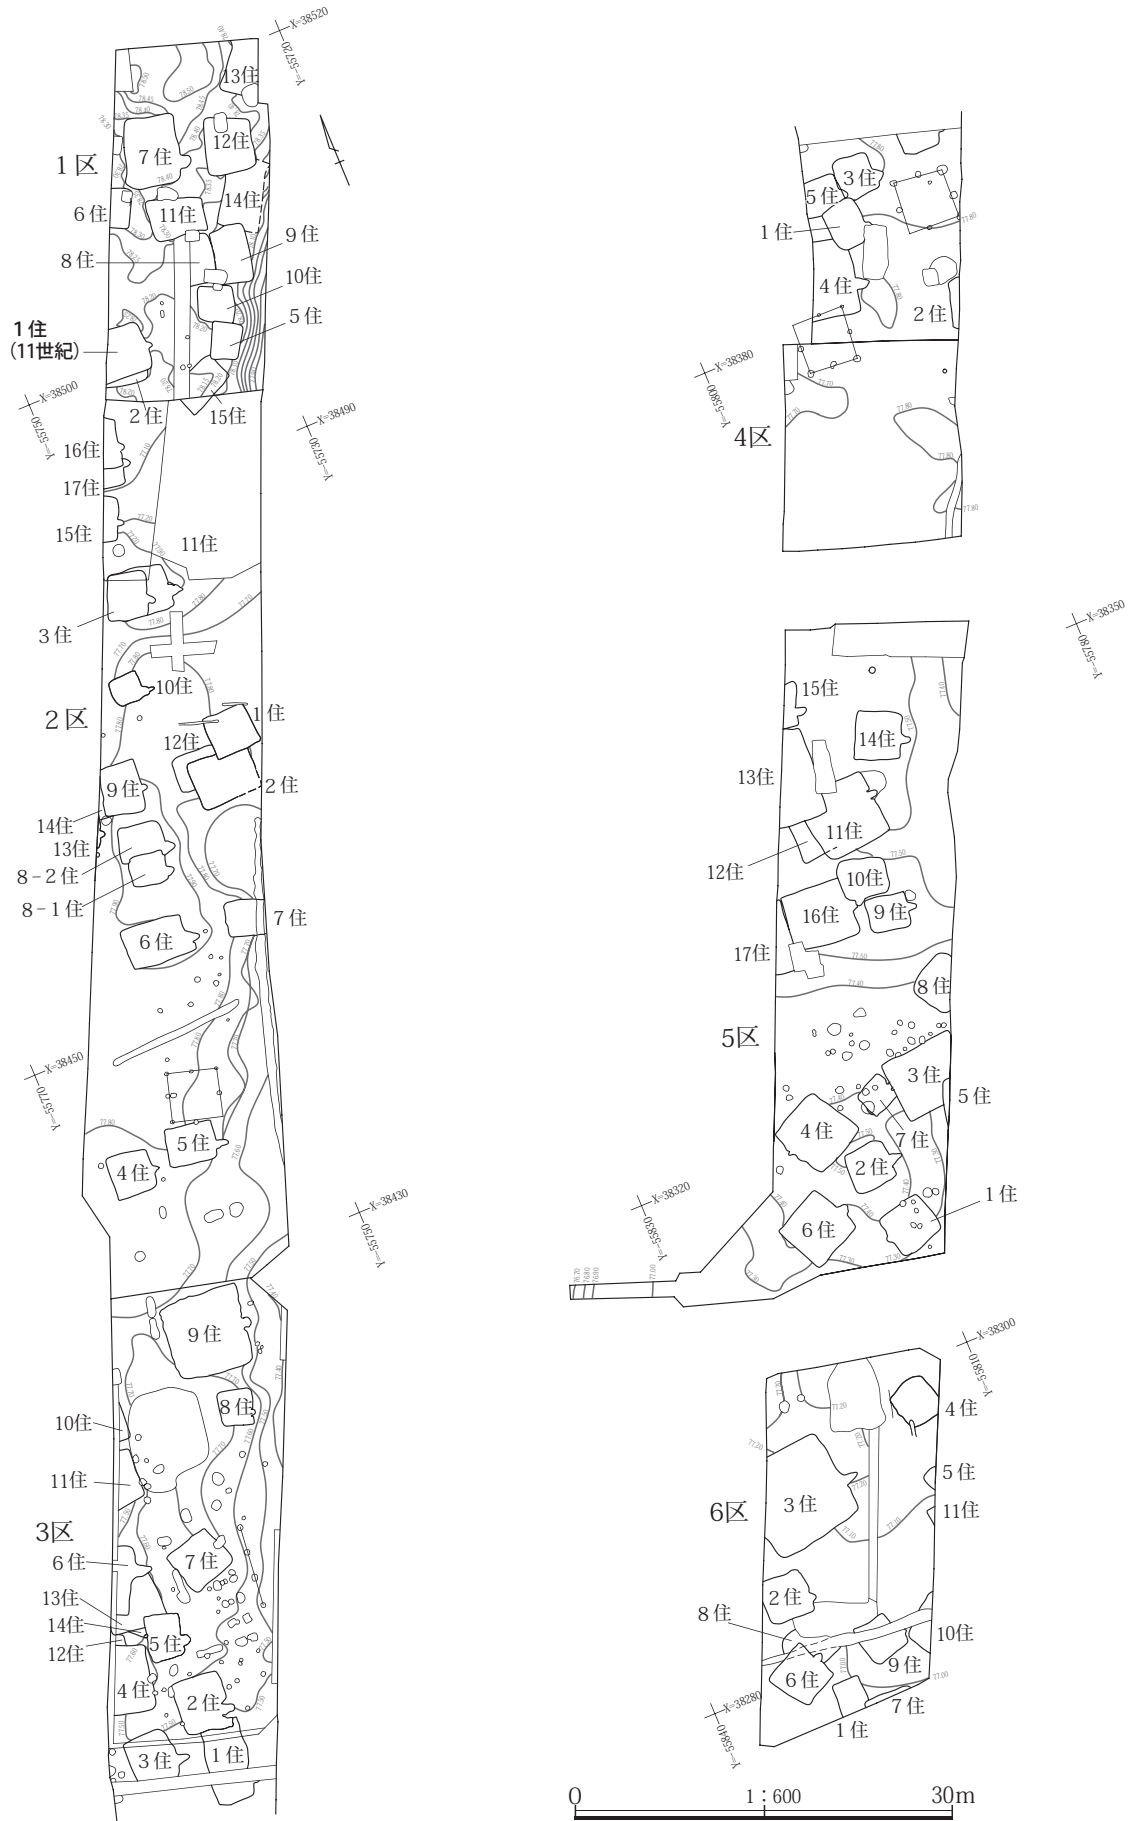 X=38520
Y=-55720
13住
1区
7住
12住
6住
11住
14住
9住
8住
10住
5住
1住
(11世紀)
2住
15住
X=38500
Y=-55750
X=38490
Y=-55730
16住
17住
15住
11住
3住
10住
2区
1住
12住
2住
9住
14住
13住
8-2住
8-1住
7住
6住
X=38450
Y=-55770
5住
4住
X=38430
Y=-55750
9住
8住
10住
11住
3区
7住
6住
13住
14住
12住
5住
4住
2住
3住
1住
3住
5住
1住
4住
2住
X=38380
Y=-55800
4区
X=38350
Y=-55780
15住
14住
13住
11住
12住
10住
16住
9住
17住
8住
5区
3住
5住
4住
7住
2住
1住
6住
X=38320
Y=-55830
76.70
76.80
76.90
77.00
X=38300
Y=-55810
4住
5住
3住
11住
6区
2住
8住
10住
9住
6住
7住
1住
X=38280
Y=-55840
0
1:600
30m